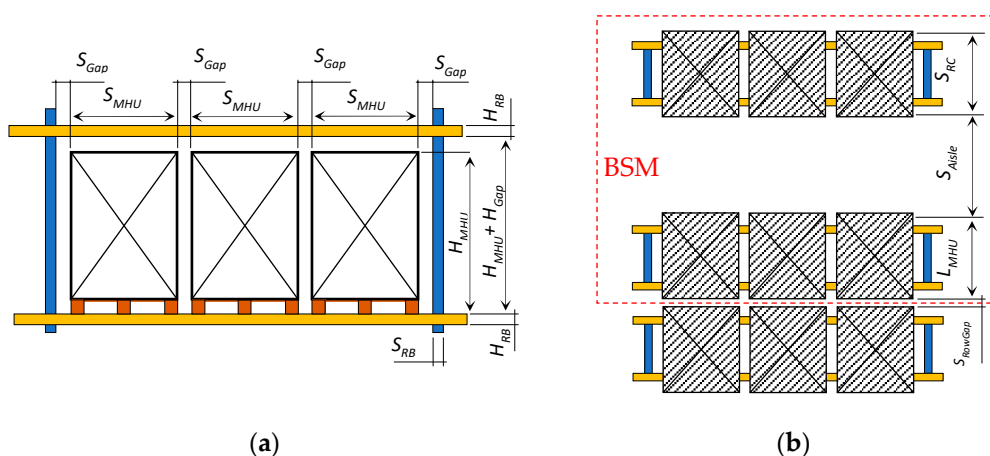 S_Gap S_Gap S_Gap S_Gap
S_MHU S_MHU S_MHU
H_RB
H_MHU
H_MHU + H_Gap
H_RB
S_RB
(a)
BSM
S_RC
S_Aisle
L_MHU
S_RowGap
(b)